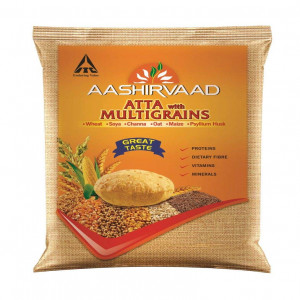 ITC
AASHIRVAAD
ATTA with
MULTIGRAINS
•Wheat •Soya •Channa •Oat •Maize •Psyllium Husk
GREAT
TASTE
PROTEINS
DIETARY FIBRE
VITAMINS
MINERALS